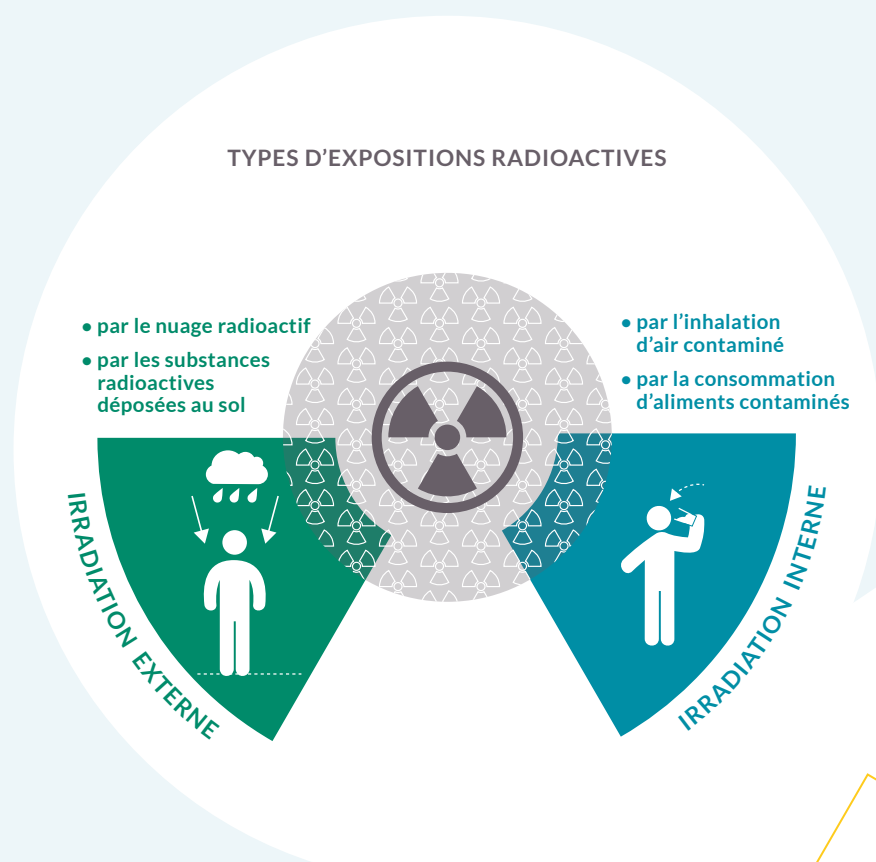 TYPES D’EXPOSITIONS RADIOACTIVES
• par le nuage radioactif
• par les substances
radioactives
déposées au sol
IRRADIATION EXTERNE
• par l’inhalation
d’air contaminé
• par la consommation
d’aliments contaminés
IRRADIATION INTERNE